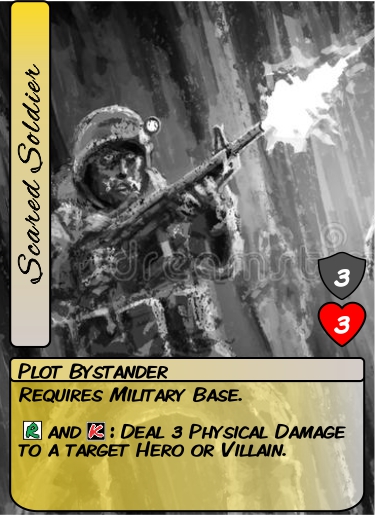 Scared Soldier
dreamstime
3
3
Plot Bystander
Requires Military Base.
R and K: Deal 3 Physical Damage
to a target Hero or Villain.